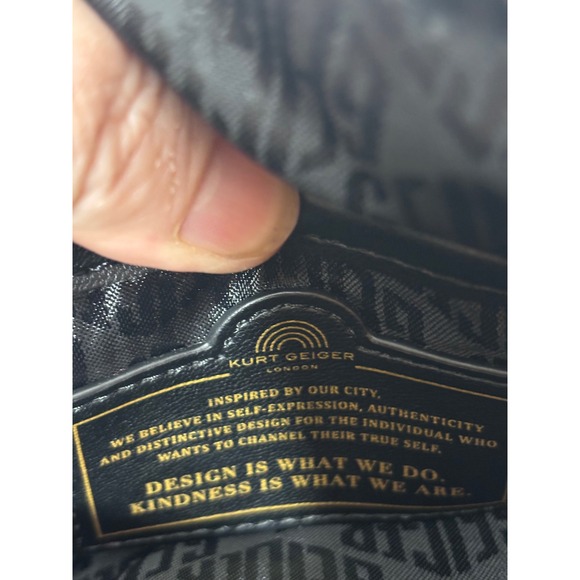 KURT GEIGER
LONDON
INSPIRED BY OUR CITY,
WE BELIEVE IN SELF-EXPRESSION, AUTHENTICITY
AND DISTINCTIVE DESIGN FOR THE INDIVIDUAL WHO
WANTS TO CHANNEL THEIR TRUE SELF.
DESIGN IS WHAT WE DO.
KINDNESS IS WHAT WE ARE.